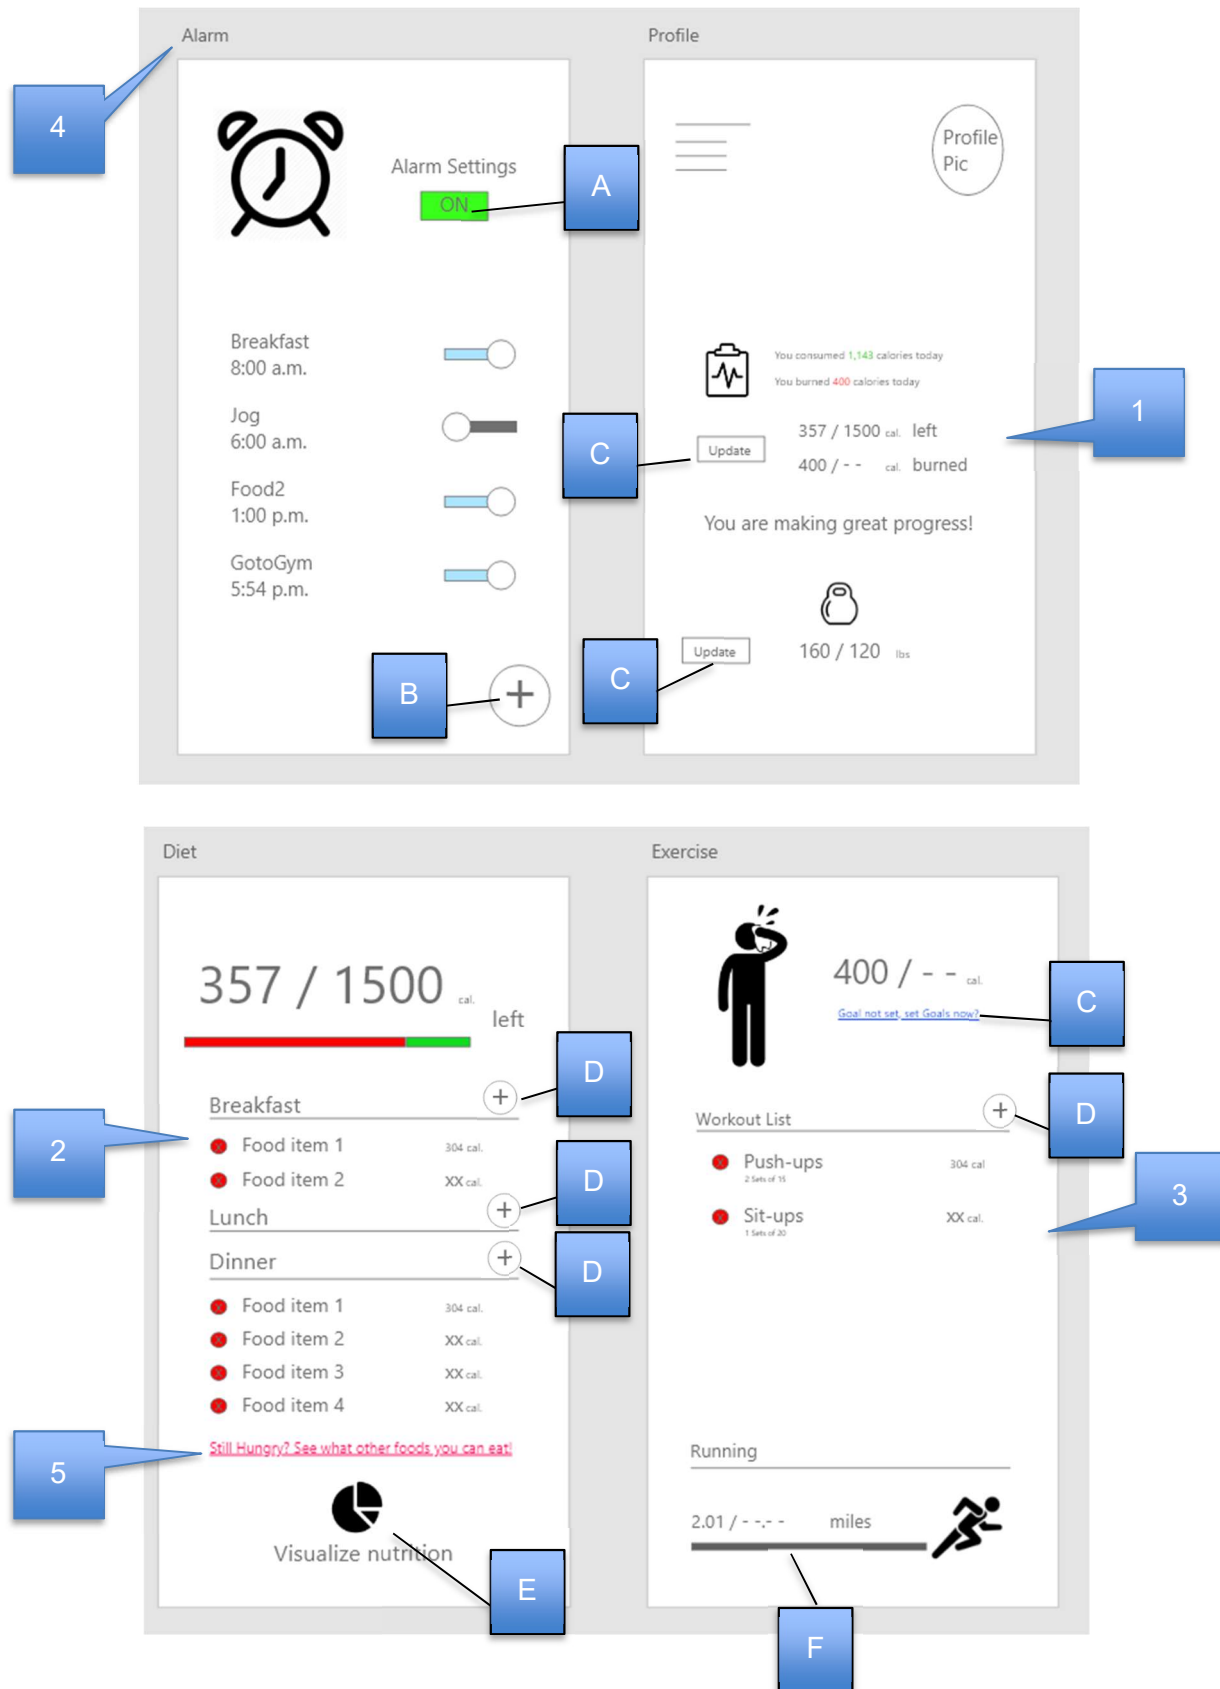 Alarm
Profile
4
Profile
Pic
Alarm Settings
ON
A
Breakfast
8:00 a.m.
Jog
6:00 a.m.
Food2
1:00 p.m.
GotoGym
5:54 p.m.
B
+
You consumed 1,143 calories today
You burned 400 calories today
1
C
Update
357 / 1500 cal. left
400 / - - cal. burned
You are making great progress!
C
Update
160 / 120 lbs
Diet
Exercise
357 / 1500 cal.
left
D
Breakfast +
2
x Food item 1 304 cal.
x Food item 2 XX cal.
D
Lunch +
Dinner +
D
x Food item 1 304 cal.
x Food item 2 XX cal.
x Food item 3 XX cal.
x Food item 4 XX cal.
Still Hungry? See what other foods you can eat!
5
Visualize nutrition
E
400 / - - cal.
Goal not set, set Goals now?
C
Workout List +
D
x Push-ups 304 cal
2 Sets of 15
3
x Sit-ups XX cal.
1 Sets of 20
Running
2.01 / - -.- - miles
F